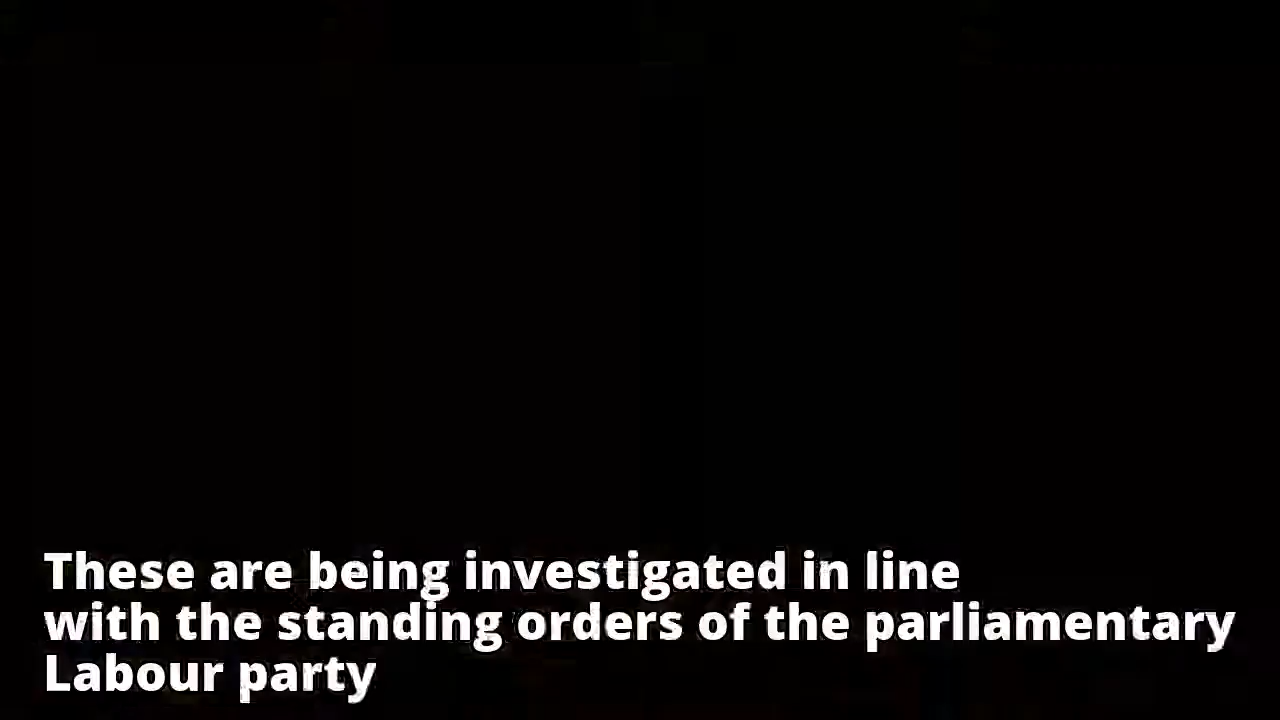 These are being investigated in line
with the standing orders of the parliamentary
Labour party